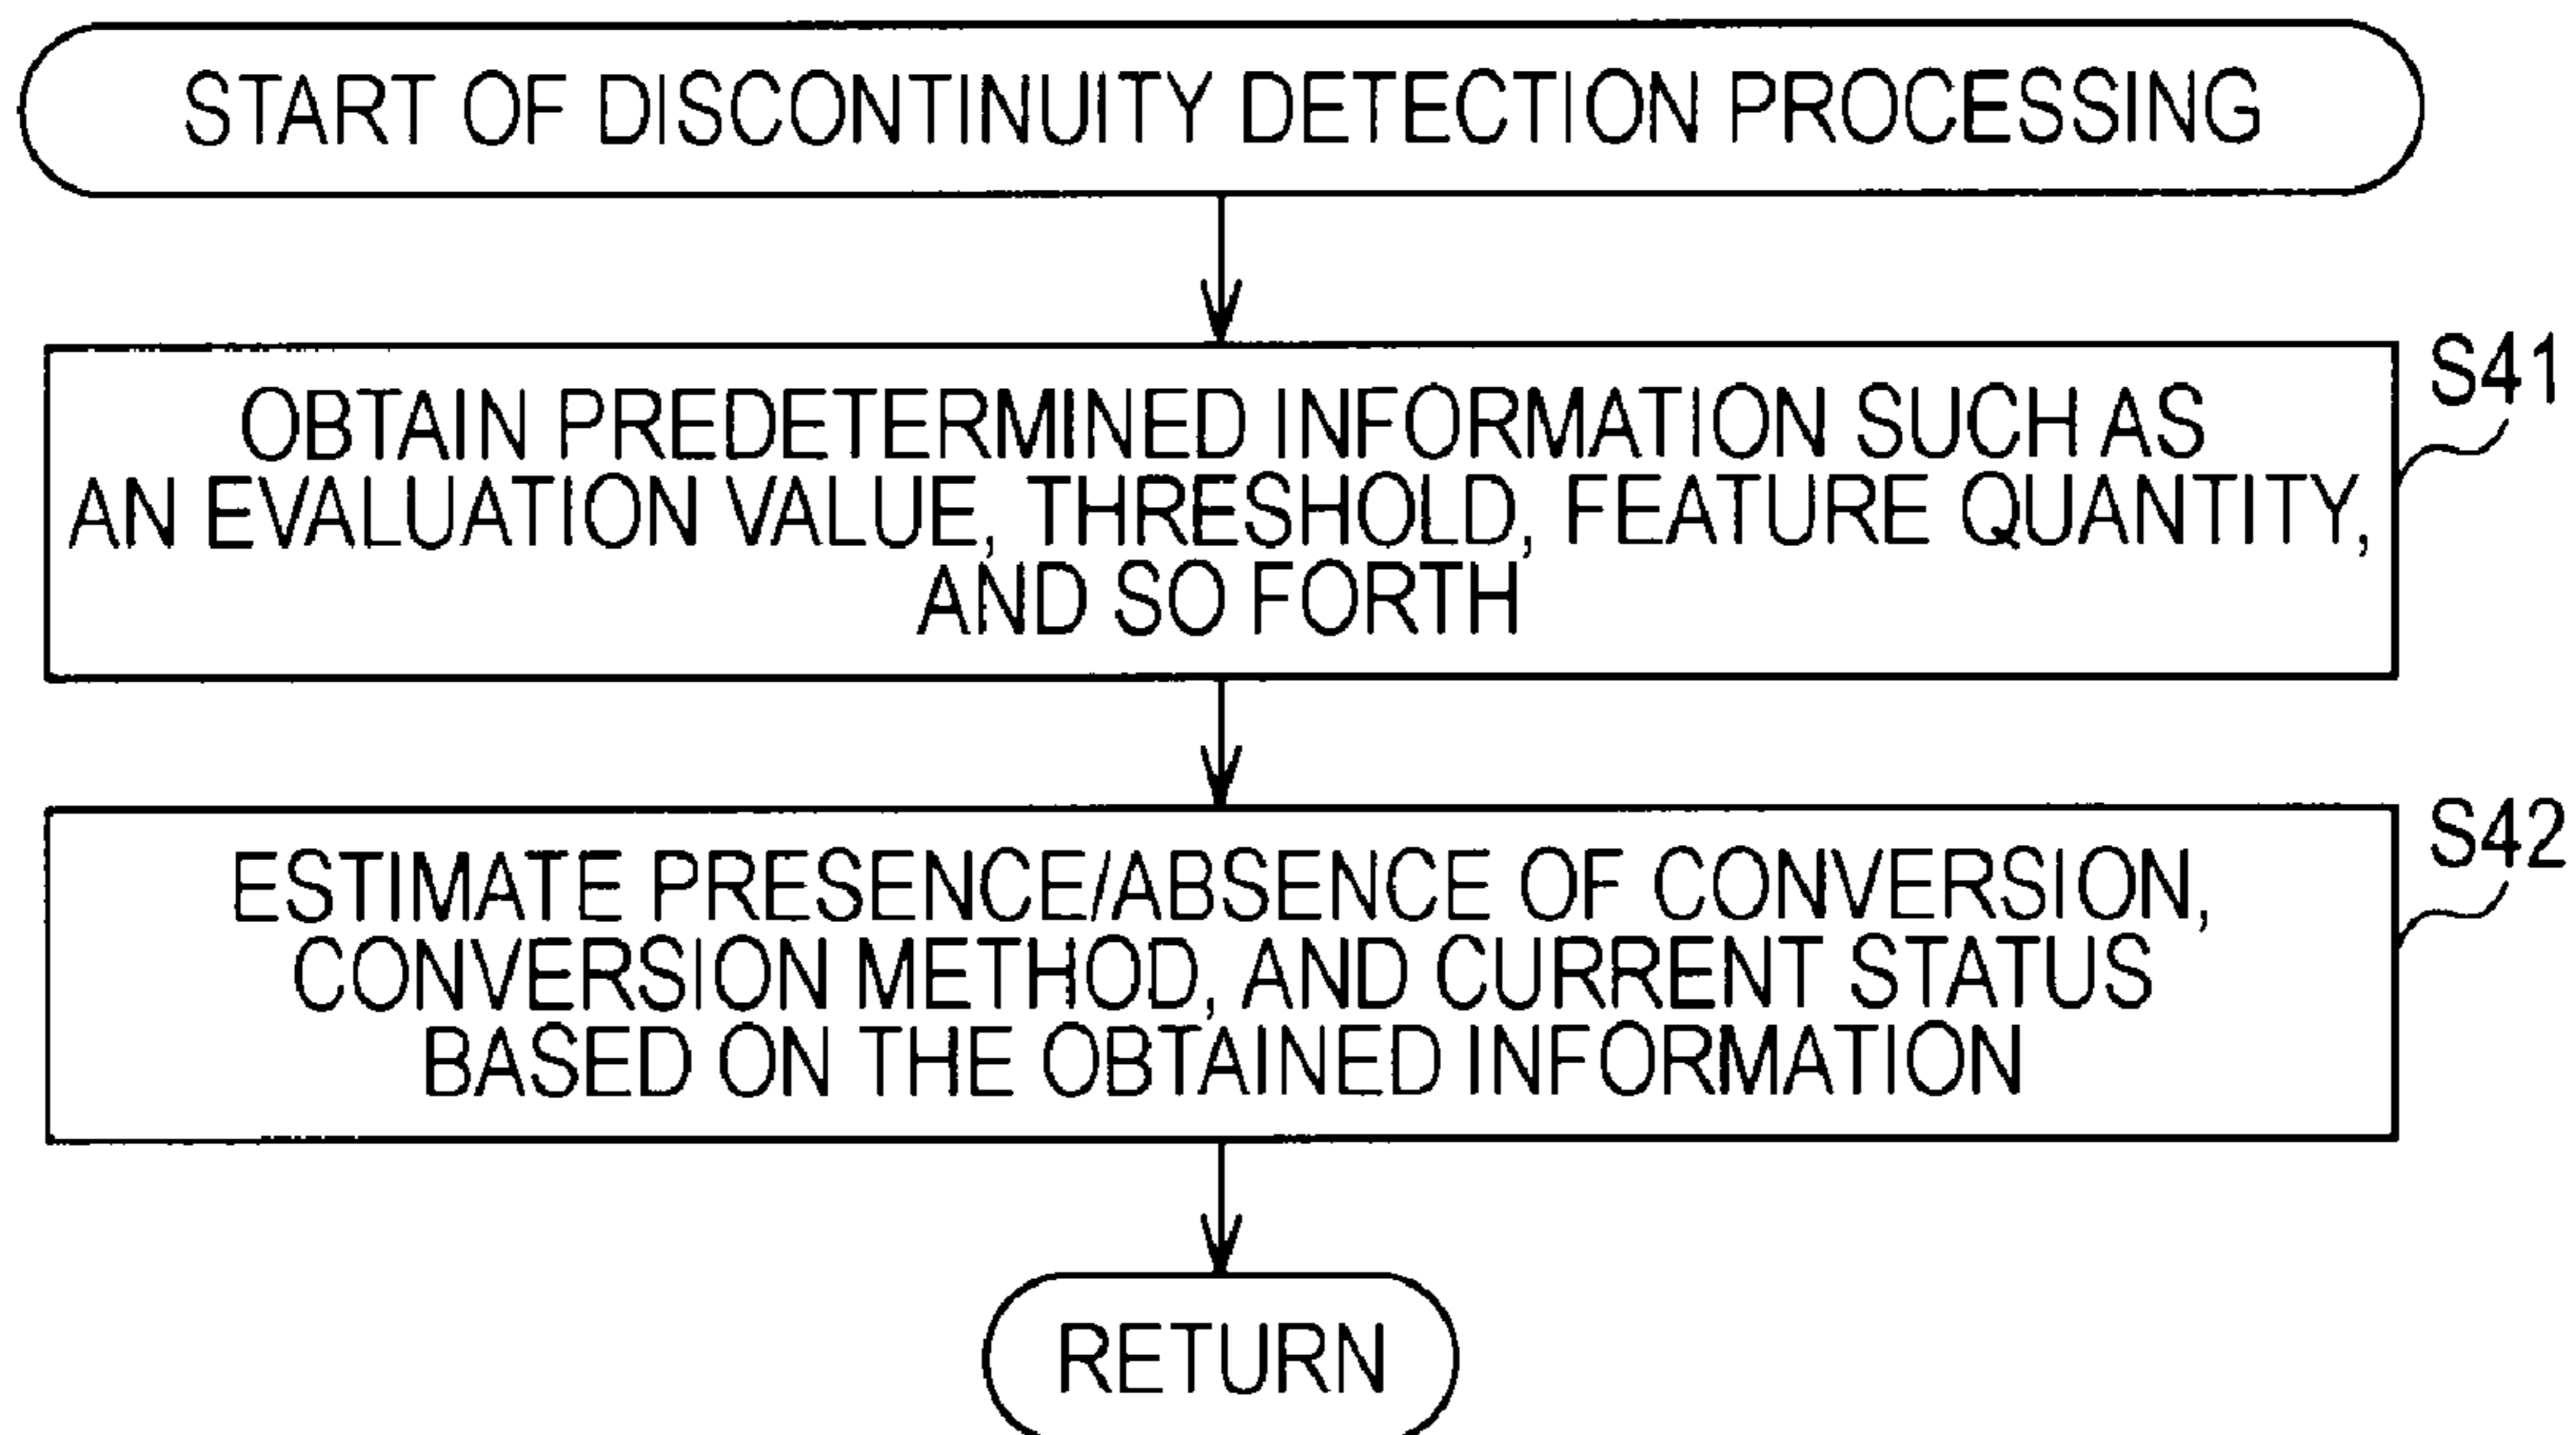 START OF DISCONTINUITY DETECTION PROCESSING
S41
OBTAIN PREDETERMINED INFORMATION SUCH AS
AN EVALUATION VALUE, THRESHOLD, FEATURE QUANTITY,
AND SO FORTH
S42
ESTIMATE PRESENCE/ABSENCE OF CONVERSION,
CONVERSION METHOD, AND CURRENT STATUS
BASED ON THE OBTAINED INFORMATION
RETURN